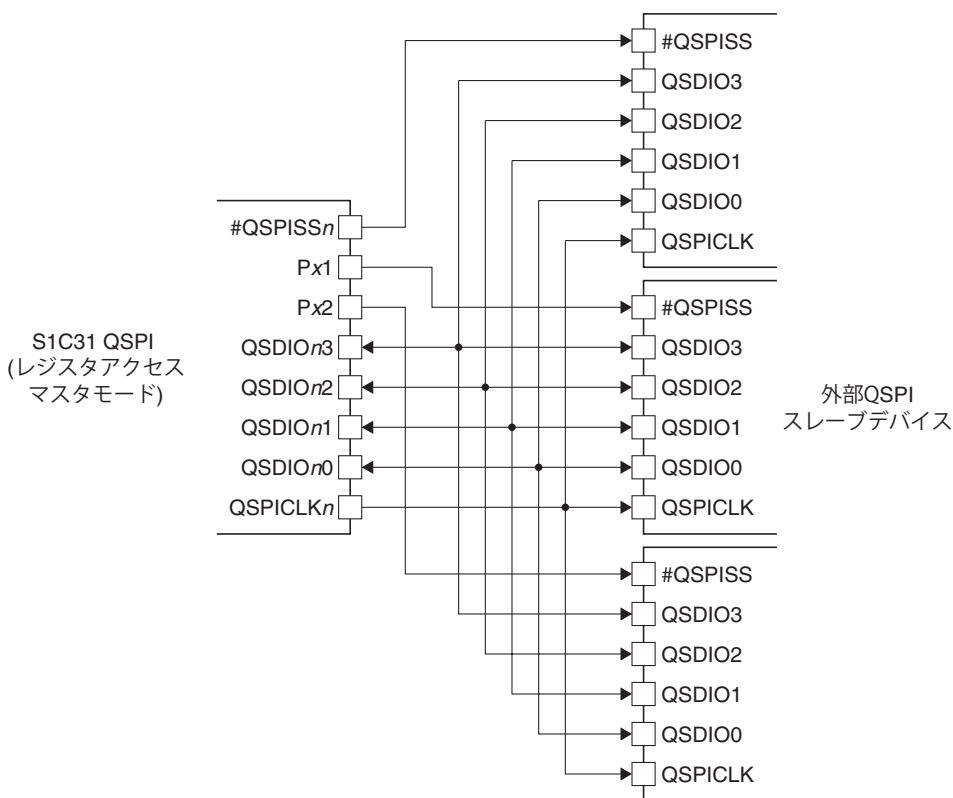 S1C31 QSPI
(レジスタアクセス
マスタモード)
#QSPISSn
Px1
Px2
QSDIOn3
QSDIOn2
QSDIOn1
QSDIOn0
QSPICLKn
#QSPISS
QSDIO3
QSDIO2
QSDIO1
QSDIO0
QSPICLK
#QSPISS
QSDIO3
QSDIO2
QSDIO1
QSDIO0
QSPICLK
#QSPISS
QSDIO3
QSDIO2
QSDIO1
QSDIO0
QSPICLK
外部QSPI
スレーブデバイス